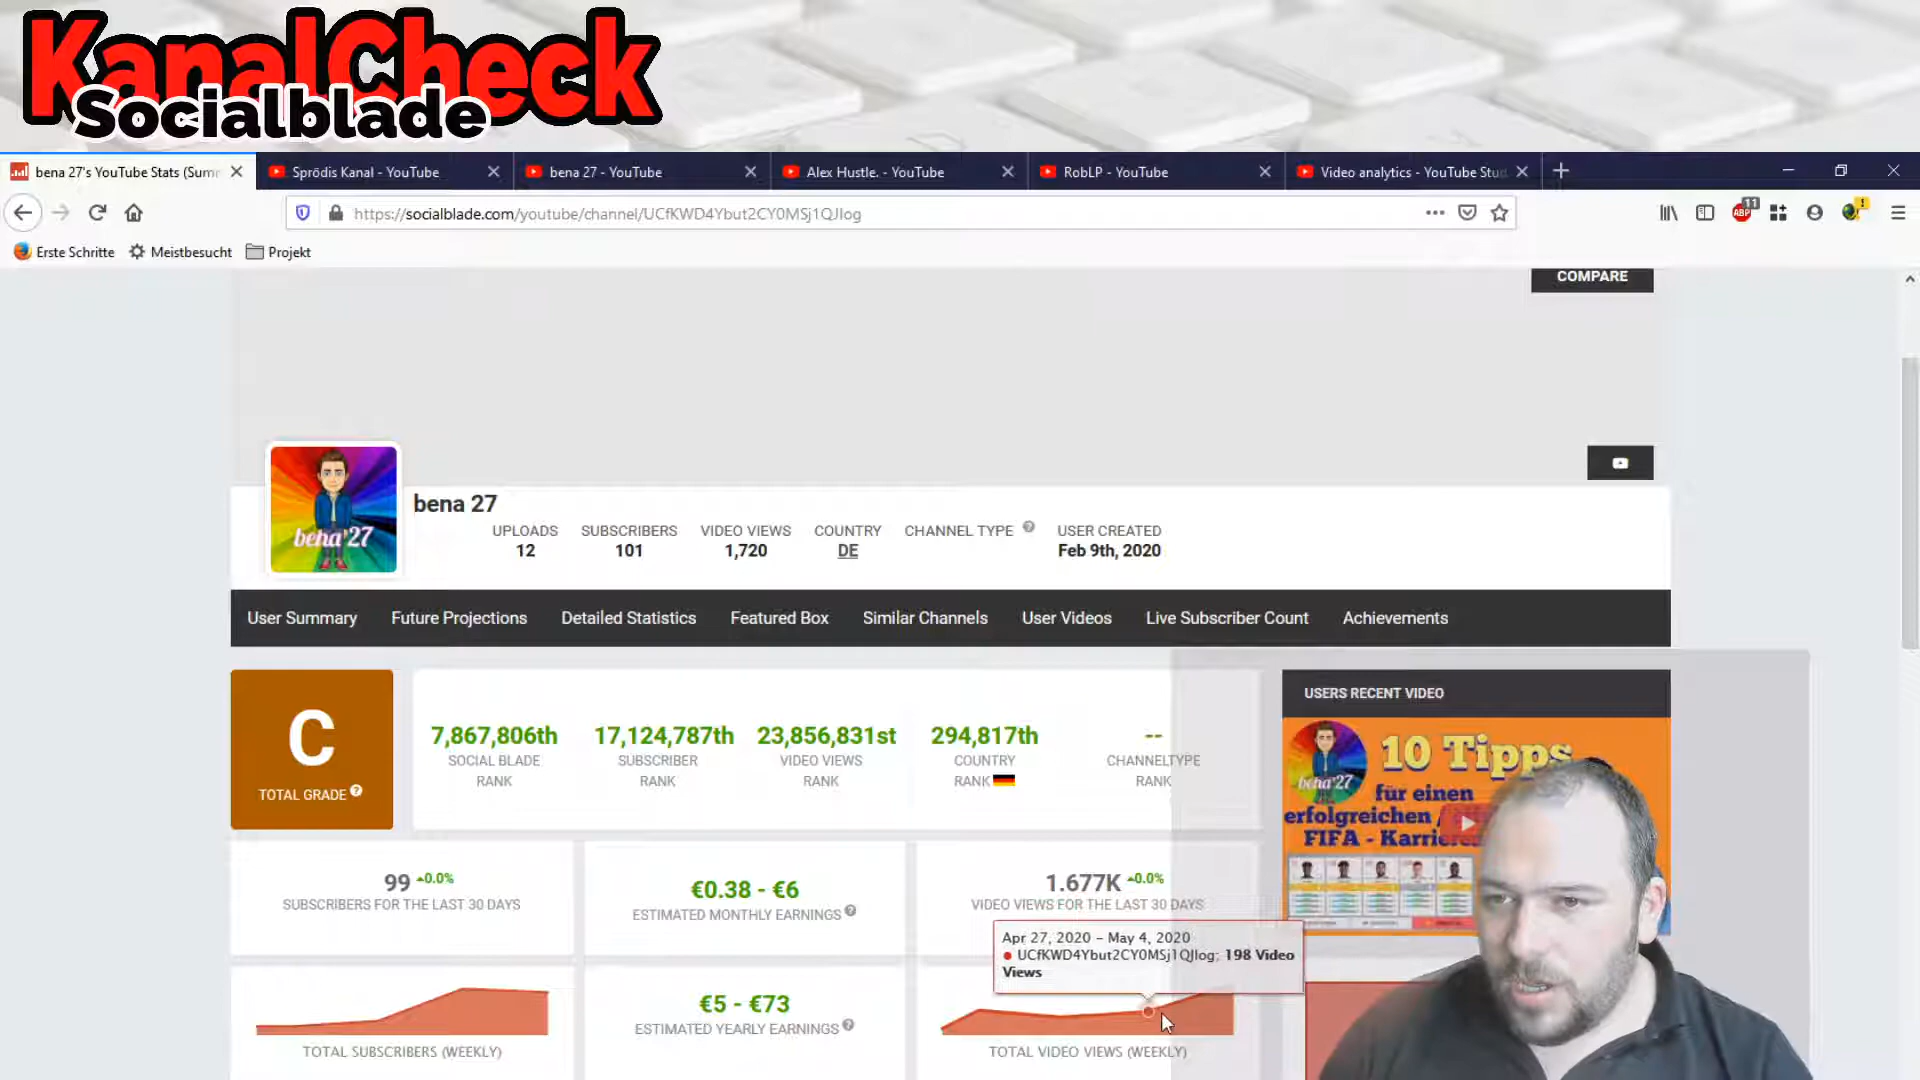 KanalCheck
Socialblade
bena 27's YouTube Stats (Sum
Sprödis Kanal - YouTube
bena 27 - YouTube
Alex Hustle. - YouTube
RobLP - YouTube
Video analytics - YouTube Stud
https://socialblade.com/youtube/channel/UCfKWD4Ybut2CY0MSj1QJlog
ABP
11
Erste Schritte
Meistbesucht
Projekt
COMPARE
bena 27
bena 27
UPLOADS
12
SUBSCRIBERS
101
VIDEO VIEWS
1,720
COUNTRY
DE
CHANNEL TYPE
USER CREATED
Feb 9th, 2020
User Summary
Future Projections
Detailed Statistics
Featured Box
Similar Channels
User Videos
Live Subscriber Count
Achievements
C
TOTAL GRADE
7,867,806th
SOCIAL BLADE
RANK
17,124,787th
SUBSCRIBER
RANK
23,856,831st
VIDEO VIEWS
RANK
294,817th
COUNTRY
RANK
--
CHANNELTYPE
RANK
USERS RECENT VIDEO
10 Tipps
bena 27
für einen
erfolgreichen
FIFA - Karriere
99 0.0%
SUBSCRIBERS FOR THE LAST 30 DAYS
€0.38 - €6
ESTIMATED MONTHLY EARNINGS
1.677K 0.0%
VIDEO VIEWS FOR THE LAST 30 DAYS
Apr 27, 2020 - May 4, 2020
UCfKWD4Ybut2CY0MSj1QJlog: 198 Video
Views
TOTAL SUBSCRIBERS (WEEKLY)
€5 - €73
ESTIMATED YEARLY EARNINGS
TOTAL VIDEO VIEWS (WEEKLY)